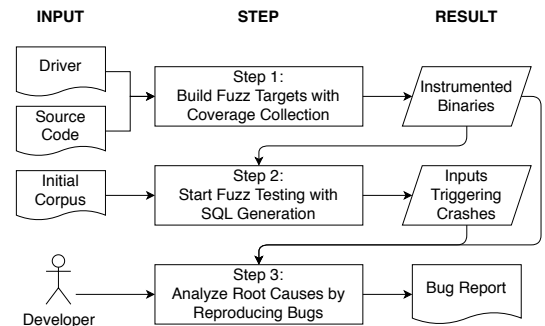 INPUT
STEP
RESULT
Driver
Source
Code
Step 1:
Build Fuzz Targets with
Coverage Collection
Instrumented
Binaries
Initial
Corpus
Step 2:
Start Fuzz Testing with
SQL Generation
Inputs
Triggering
Crashes
Developer
Step 3:
Analyze Root Causes by
Reproducing Bugs
Bug Report